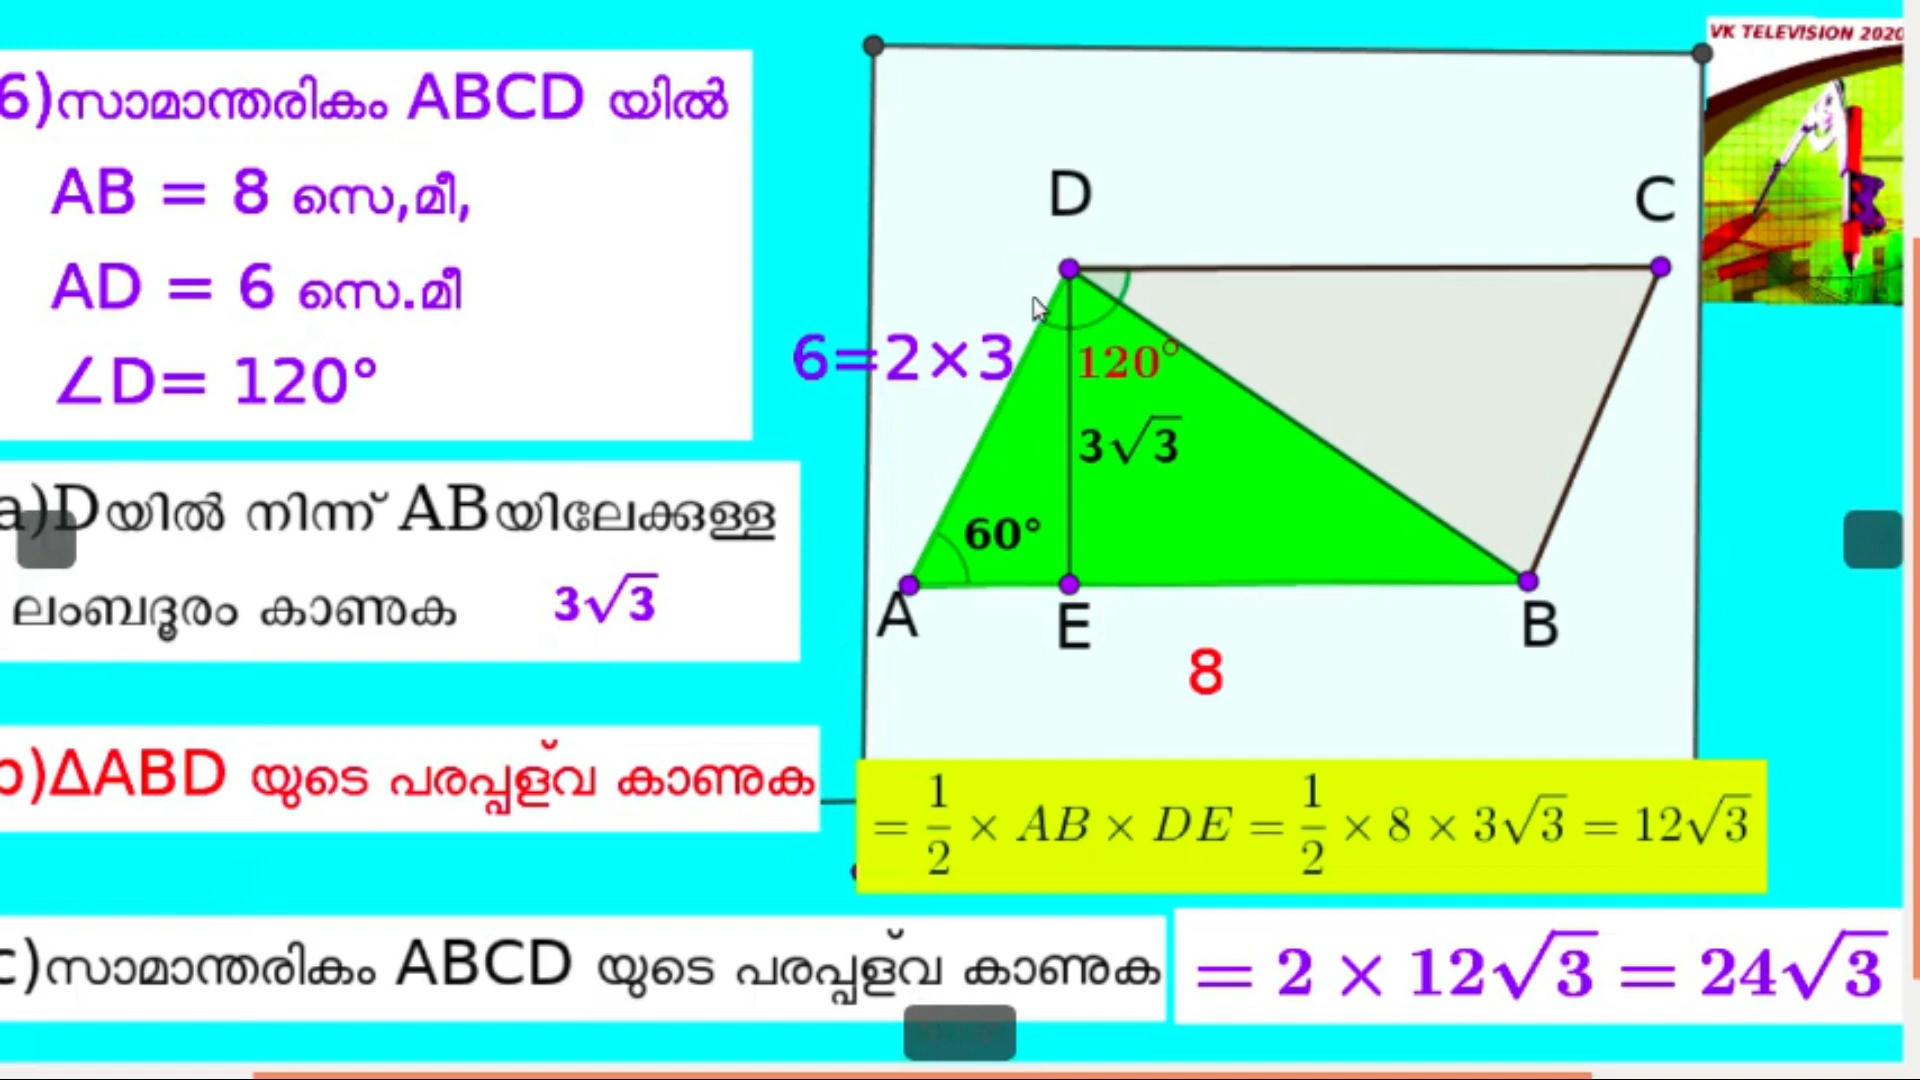 6)സാമാന്തരികം ABCD യിൽ
AB = 8 സെ,മീ,
AD = 6 സെ.മീ
∠D= 120°
a)Dയിൽ നിന്ന് ABയിലേക്കുള്ള
ലംബദൂരം കാണുക 3√3
b)ΔABD യുടെ പരപ്പളവ് കാണുക
= 1/2 × AB × DE = 1/2 × 8 × 3√3 = 12√3
c)സാമാന്തരികം ABCD യുടെ പരപ്പളവ് കാണുക = 2 × 12√3 = 24√3
D
C
6=2×3
120°
3√3
60°
A
E
B
8
VK TELEVISION 2020